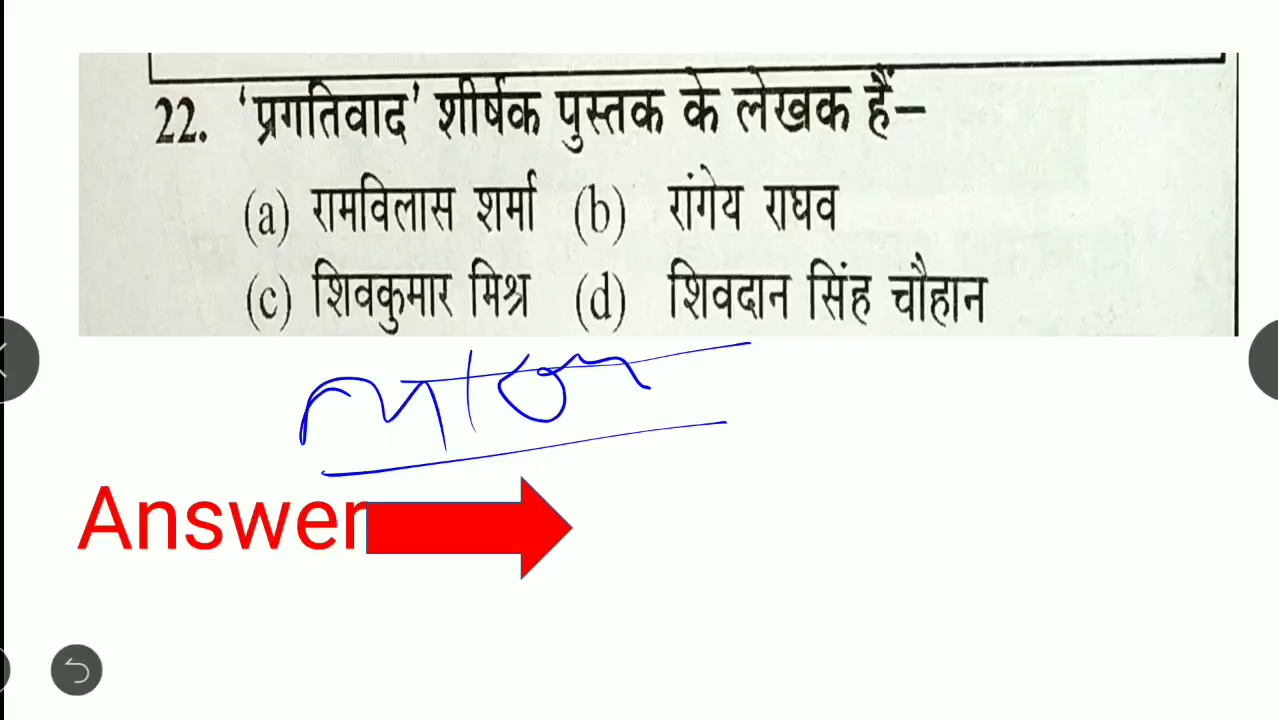 22. 'प्रगतिवाद' शीर्षक पुस्तक के लेखक हैं–
(a) रामविलास शर्मा (b) रांगेय राघव
(c) शिवकुमार मिश्र (d) शिवदान सिंह चौहान
Answer